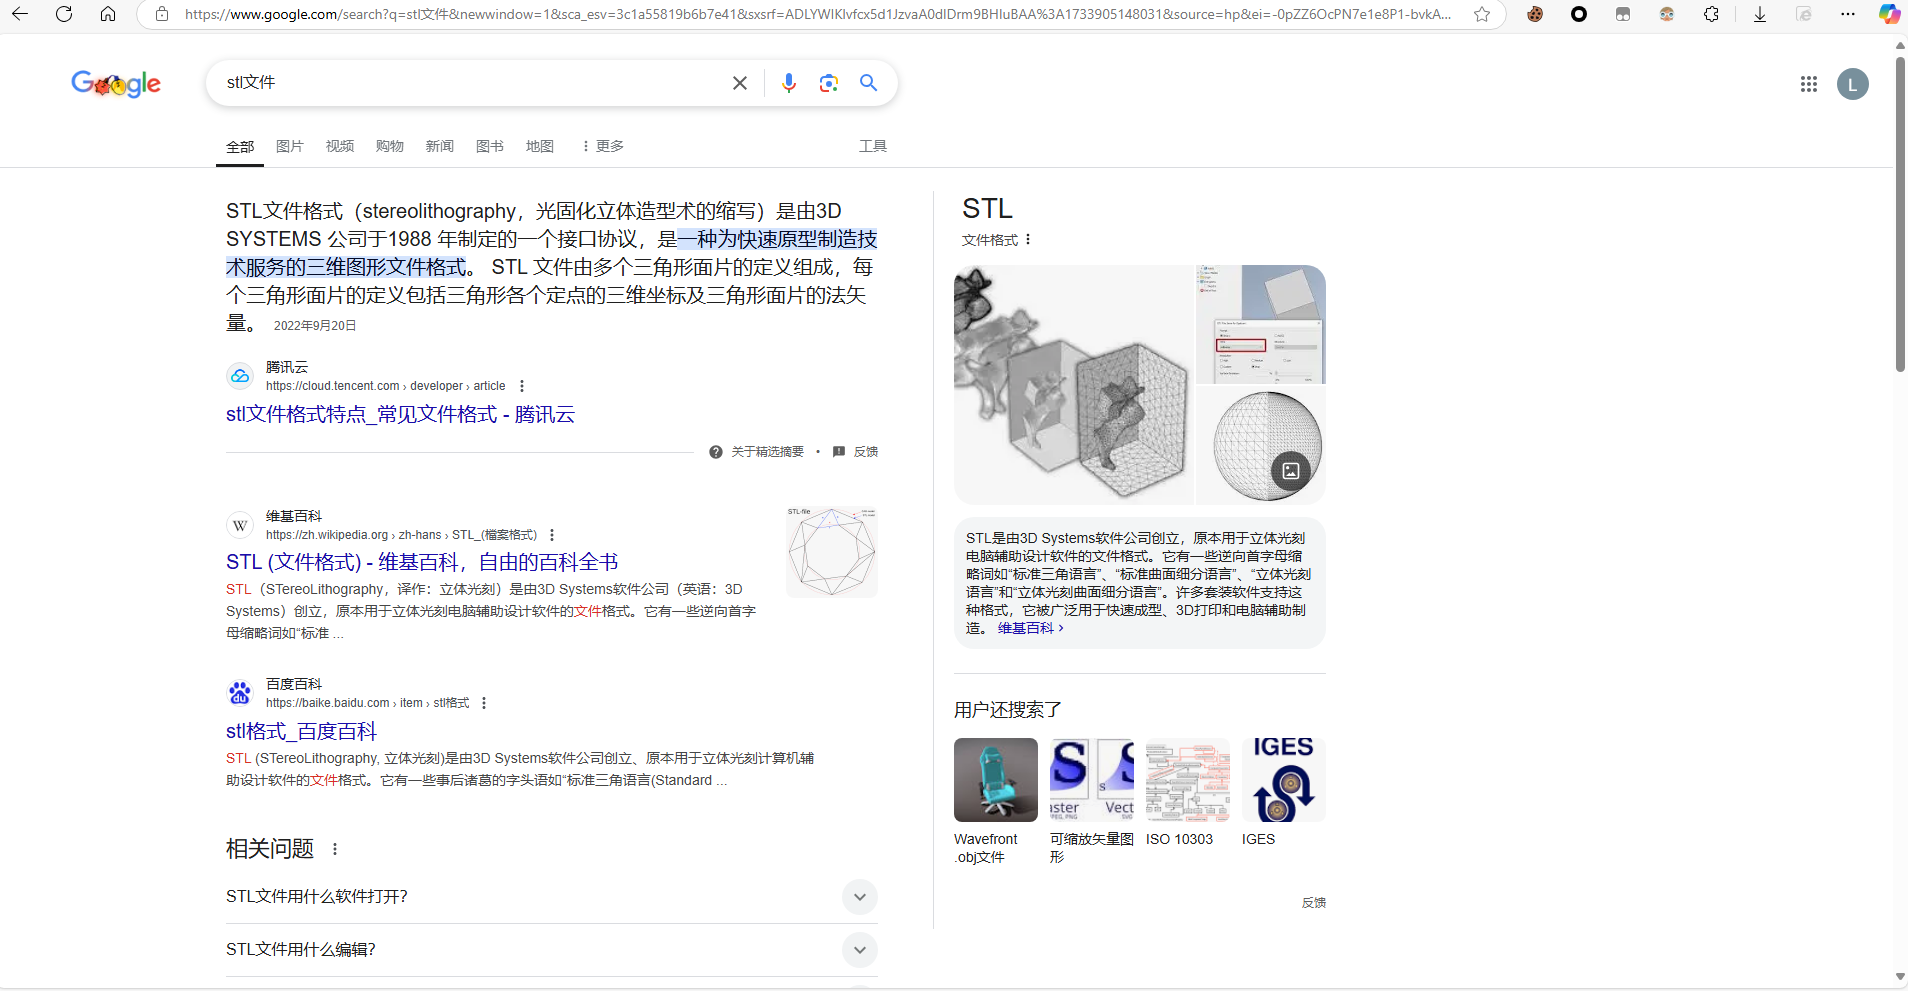 https://www.google.com/search?q=stl文件&newwindow=1&sca_esv=3c1a55819b6b7e41&sxsrf=ADLYWIKlvfcx5d1JzvaA0dIDrm9BHIuBAA%3A1733905148031&source=hp&ei=-0pZZ6OcPN7e1e8P1-bvkA...
Google
stl文件
L
全部 图片 视频 购物 新闻 图书 地图 更多 工具
STL文件格式（stereolithography，光固化立体造型术的缩写）是由3D
SYSTEMS 公司于1988 年制定的一个接口协议，是一种为快速原型制造技
术服务的三维图形文件格式。 STL 文件由多个三角形面片的定义组成，每
个三角形面片的定义包括三角形各个定点的三维坐标及三角形面片的法矢
量。 2022年9月20日
腾讯云
https://cloud.tencent.com › developer › article
stl文件格式特点_常见文件格式 - 腾讯云
关于精选摘要 • 反馈
W
维基百科
https://zh.wikipedia.org › zh-hans › STL_(檔案格式)
STL (文件格式) - 维基百科，自由的百科全书
STL（STereoLithography，译作：立体光刻）是由3D Systems软件公司（英语：3D
Systems）创立，原本用于立体光刻电脑辅助设计软件的文件格式。它有一些逆向首字
母缩略词如“标准 ...
STL-file
du
百度百科
https://baike.baidu.com › item › stl格式
stl格式_百度百科
STL (STereoLithography, 立体光刻)是由3D Systems软件公司创立、原本用于立体光刻计算机辅
助设计软件的文件格式。它有一些事后诸葛的字头语如“标准三角语言(Standard ...
相关问题
STL文件用什么软件打开？
STL文件用什么编辑？
STL
文件格式
STL是由3D Systems软件公司创立，原本用于立体光刻
电脑辅助设计软件的文件格式。它有一些逆向首字母缩
略词如“标准三角语言”、“标准曲面细分语言”、“立体光刻
语言”和“立体光刻曲面细分语言”。许多套装软件支持这
种格式，它被广泛用于快速成型、3D打印和电脑辅助制
造。 维基百科 ›
用户还搜索了
S
aster
PEG, PNG
S
Vect
SVG
IGES
Wavefront
.obj文件
可缩放矢量图
形
ISO 10303
IGES
反馈